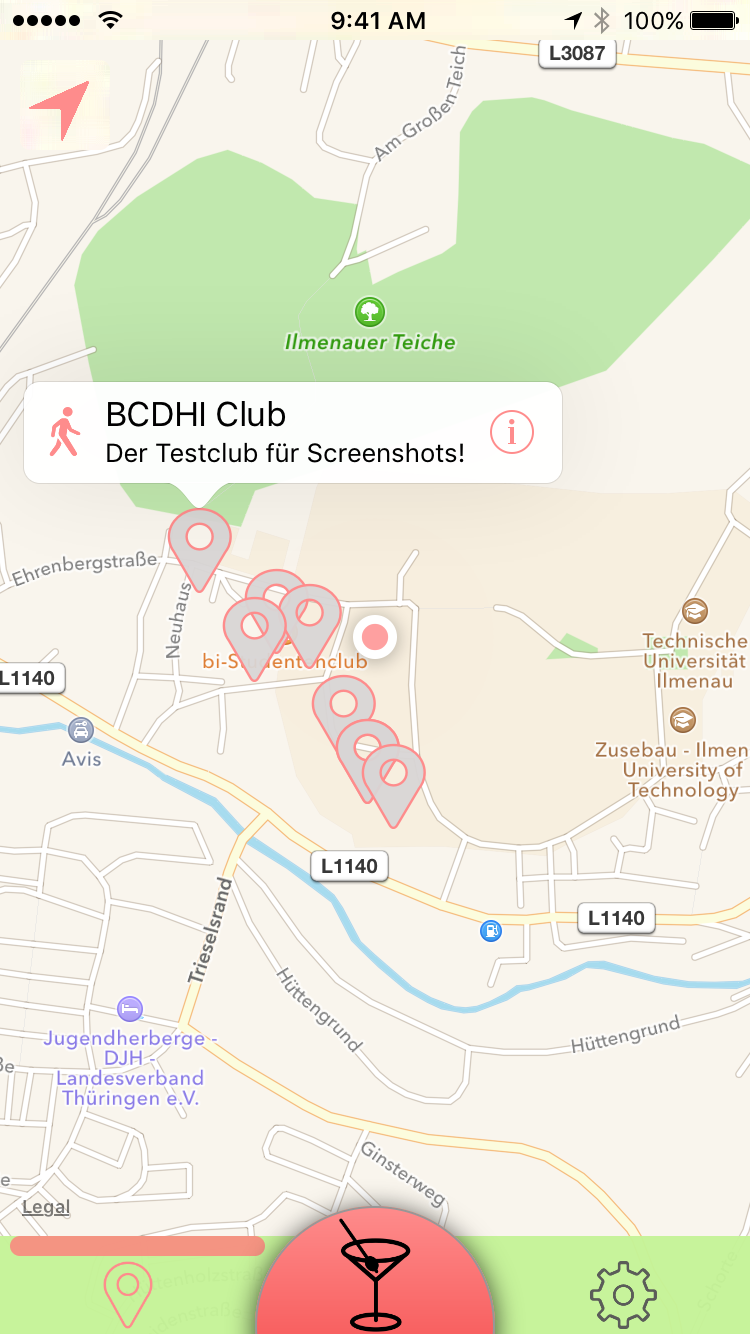 9:41 AM
100%
L3087
Am Großen Teich
Ilmenauer Teiche
BCDHI Club
Der Testclub für Screenshots!
Ehrenbergstraße
Neuhaus
bi-Studentenclub
L1140
Technische
Universität
Ilmenau
Avis
Zusebau - Ilmen
University of
Technology
L1140
L1140
Trieselsrand
Hüttengrund
Hüttengrund
Jugendherberge -
DJH -
Landesverband
Thüringen e.V.
Ginsterweg
Legal